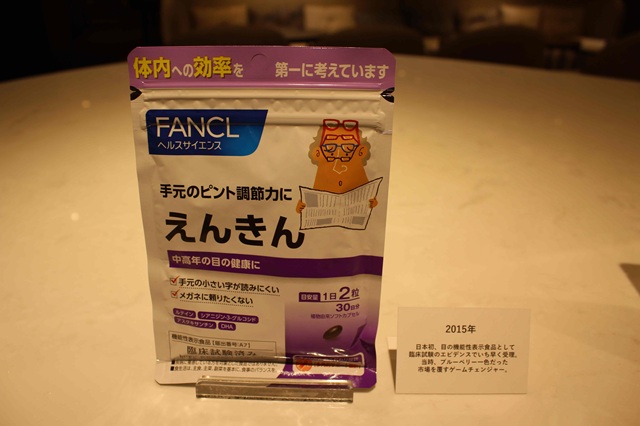 体内への効率を 第一に考えています
FANCL
ヘルスサイエンス
手元のピント調節力に
えんきん
中高年の目の健康に
手元の小さい字が読みにくい
メガネに頼りたくない
ルテイン シアニジン-3-グルコシド
アスタキサンチン DHA
目安量 1日2粒
30日分
機能性表示食品【届出番号:A7】
臨床試験済み
2015年
日本初、目の機能性表示食品として
臨床試験のエビデンスでいち早く受理。
当時、ブルーベリー一色だった
市場を覆すゲームチェンジャー。